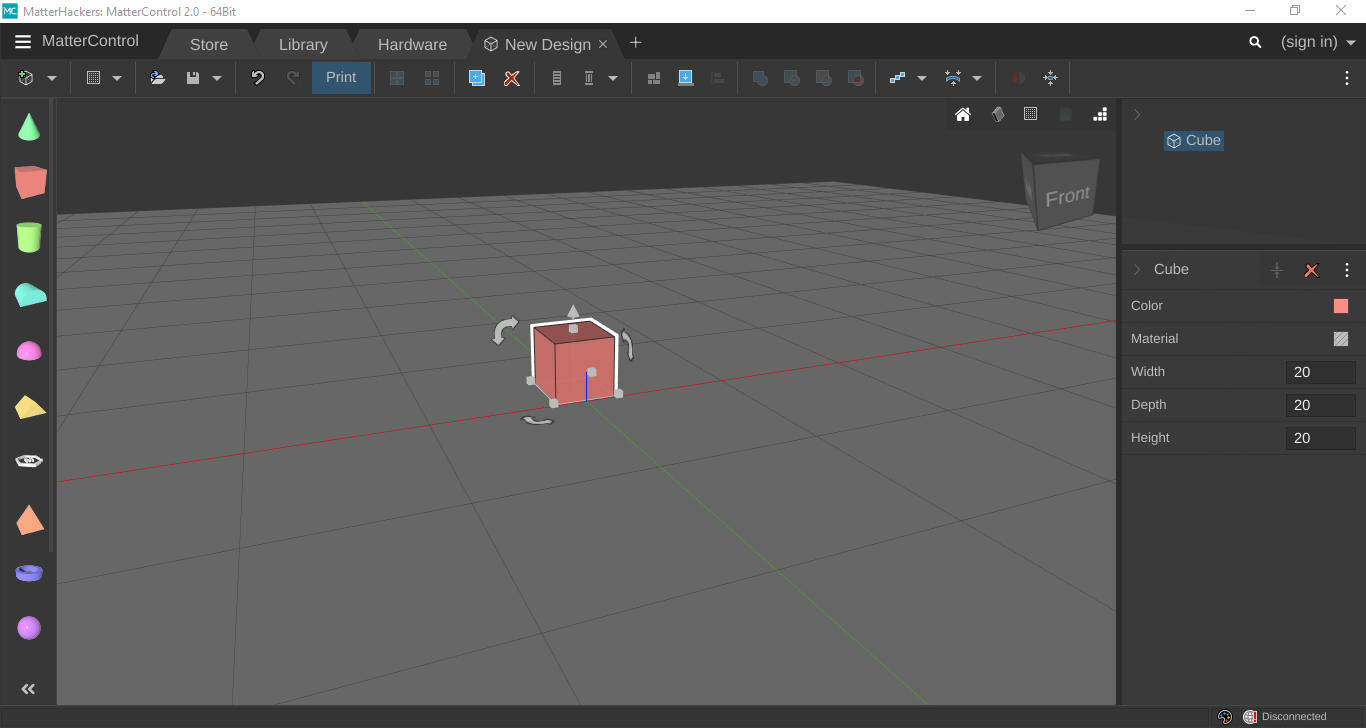 MC MatterHackers: MatterControl 2.0 - 64Bit
MatterControl
Store
Library
Hardware
New Design
(sign in)
Print
Cube
Front
Cube
Color
Material
Width 20
Depth 20
Height 20
Disconnected